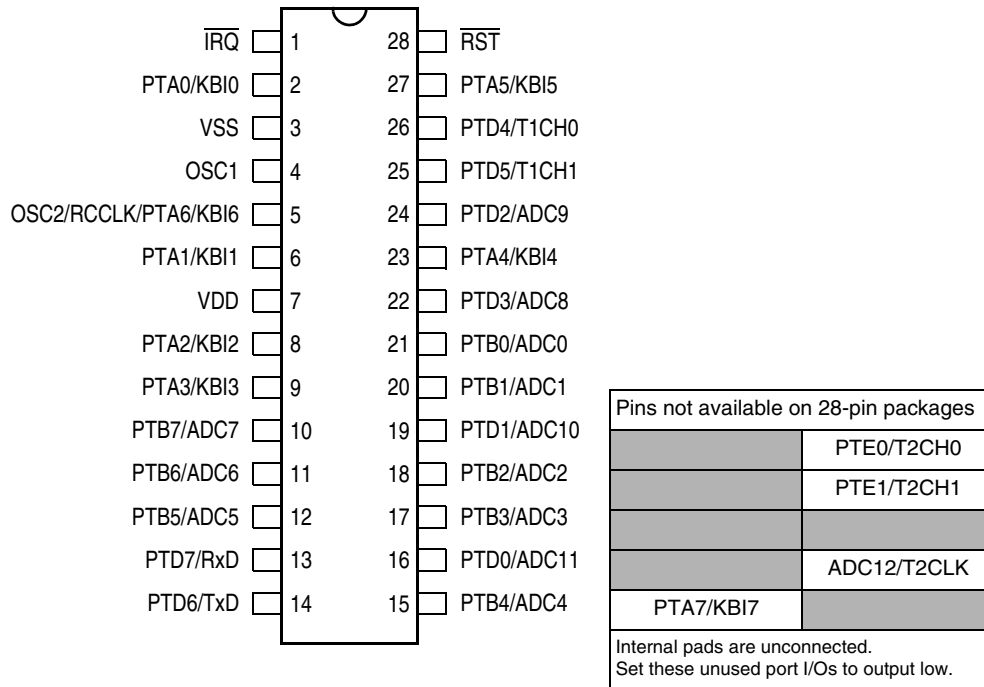 IRQ 1 28 RST
PTA0/KBI0 2 27 PTA5/KBI5
VSS 3 26 PTD4/T1CH0
OSC1 4 25 PTD5/T1CH1
OSC2/RCCLK/PTA6/KBI6 5 24 PTD2/ADC9
PTA1/KBI1 6 23 PTA4/KBI4
VDD 7 22 PTD3/ADC8
PTA2/KBI2 8 21 PTB0/ADC0
PTA3/KBI3 9 20 PTB1/ADC1
PTB7/ADC7 10 19 PTD1/ADC10
PTB6/ADC6 11 18 PTB2/ADC2
PTB5/ADC5 12 17 PTB3/ADC3
PTD7/RxD 13 16 PTD0/ADC11
PTD6/TxD 14 15 PTB4/ADC4
Pins not available on 28-pin packages
PTE0/T2CH0
PTE1/T2CH1
ADC12/T2CLK
PTA7/KBI7
Internal pads are unconnected.
Set these unused port I/Os to output low.